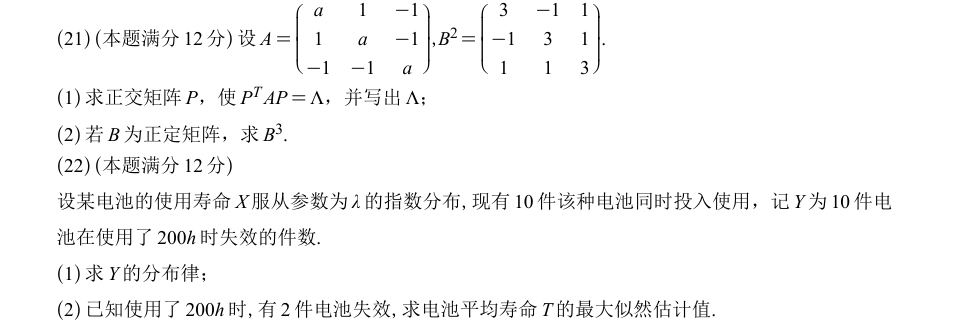 (21) (本题满分 12 分) 设 A = ( a 1 −1 ; 1 a −1 ; −1 −1 a ), B² = ( 3 −1 1 ; −1 3 1 ; 1 1 3 ).
(1) 求正交矩阵 P，使 PᵀAP = Λ，并写出 Λ；
(2) 若 B 为正定矩阵，求 B³.
(22) (本题满分 12 分)
设某电池的使用寿命 X 服从参数为 λ 的指数分布, 现有 10 件该种电池同时投入使用，记 Y 为 10 件电
池在使用了 200h 时失效的件数.
(1) 求 Y 的分布律；
(2) 已知使用了 200h 时, 有 2 件电池失效, 求电池平均寿命 T 的最大似然估计值.